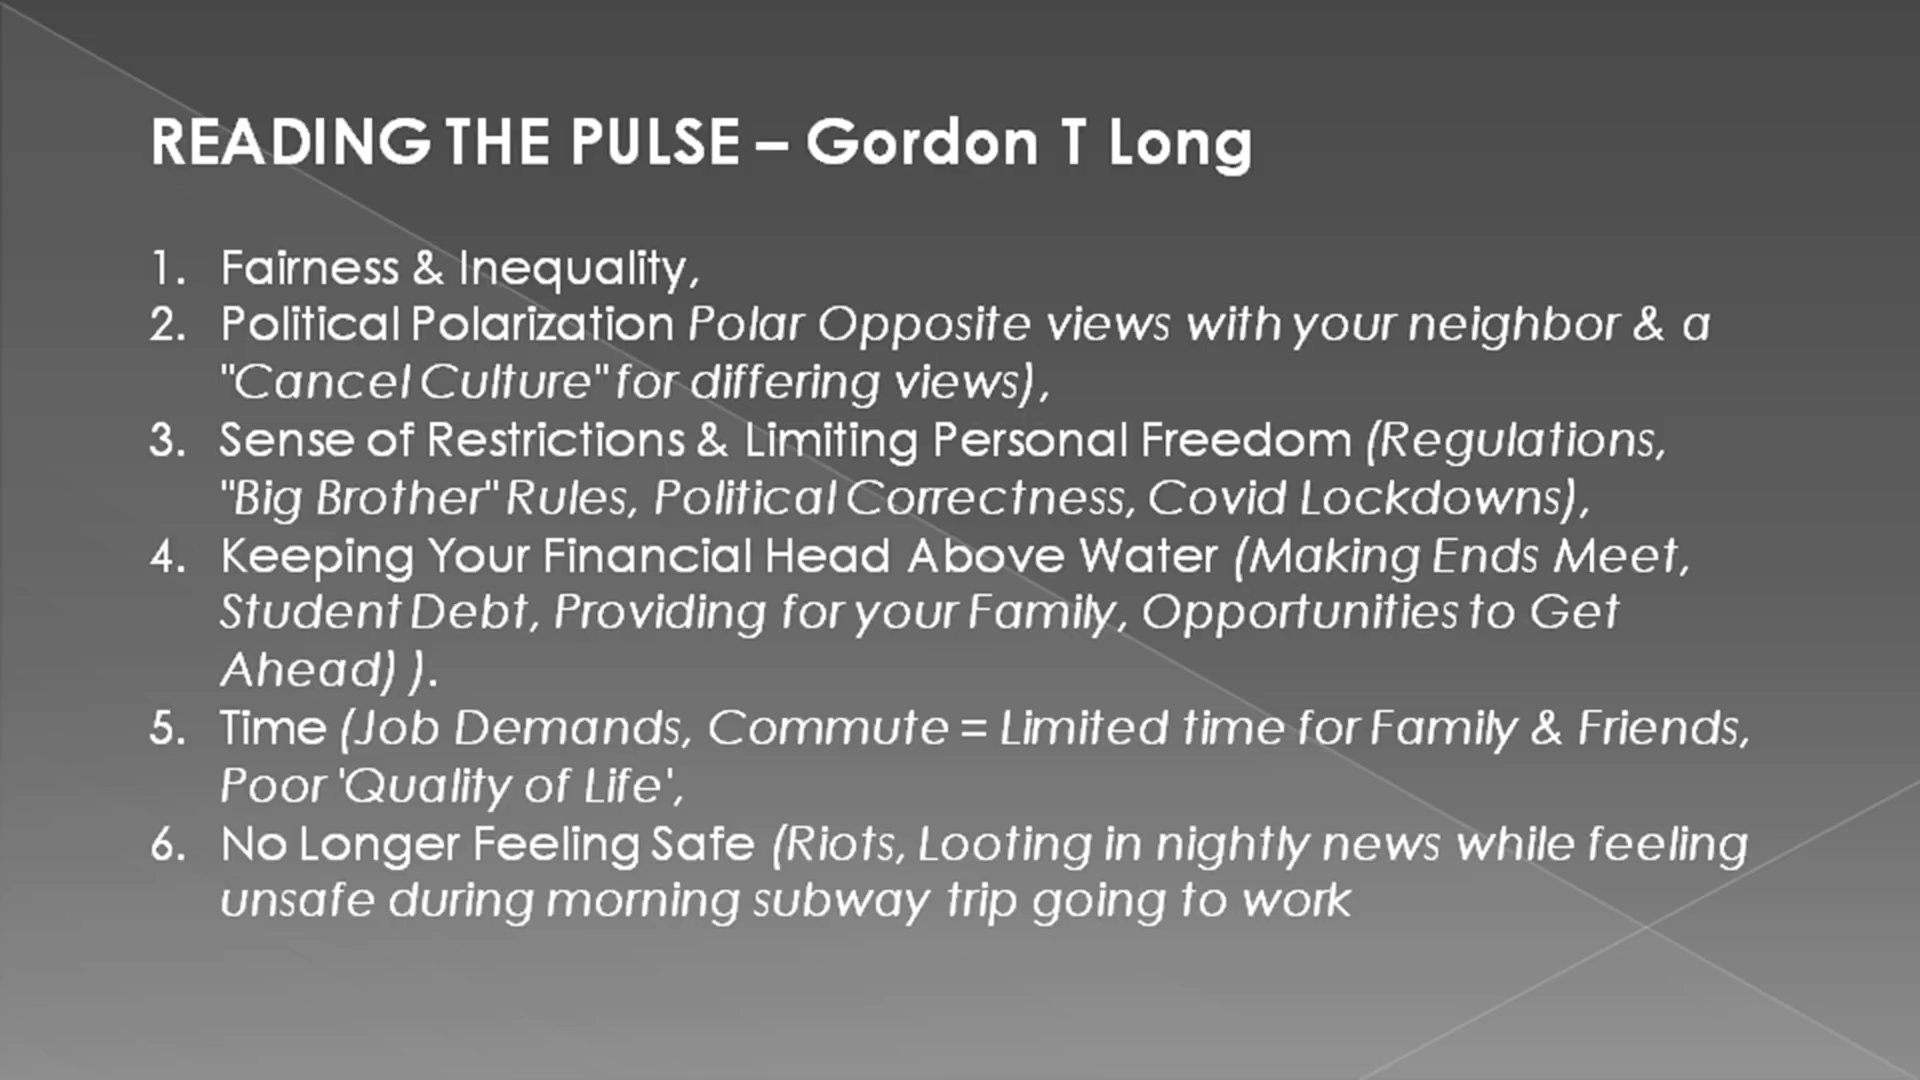 READING THE PULSE – Gordon T Long
1. Fairness & Inequality,
2. Political Polarization Polar Opposite views with your neighbor & a
"Cancel Culture" for differing views),
3. Sense of Restrictions & Limiting Personal Freedom (Regulations,
"Big Brother" Rules, Political Correctness, Covid Lockdowns),
4. Keeping Your Financial Head Above Water (Making Ends Meet,
Student Debt, Providing for your Family, Opportunities to Get
Ahead) ).
5. Time (Job Demands, Commute = Limited time for Family & Friends,
Poor 'Quality of Life',
6. No Longer Feeling Safe (Riots, Looting in nightly news while feeling
unsafe during morning subway trip going to work